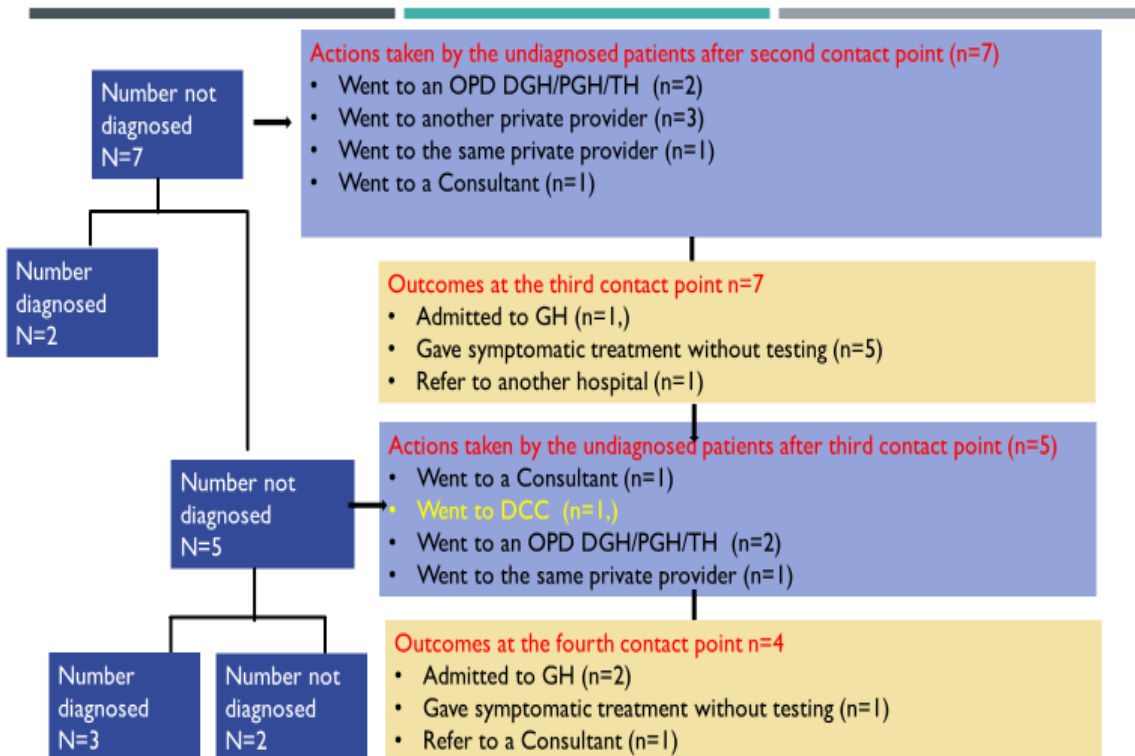 Number not
diagnosed
N=7
Actions taken by the undiagnosed patients after second contact point (n=7)
• Went to an OPD DGH/PGH/TH (n=2)
• Went to another private provider (n=3)
• Went to the same private provider (n=1)
• Went to a Consultant (n=1)
Number
diagnosed
N=2
Outcomes at the third contact point n=7
• Admitted to GH (n=1,)
• Gave symptomatic treatment without testing (n=5)
• Refer to another hospital (n=1)
Number not
diagnosed
N=5
Actions taken by the undiagnosed patients after third contact point (n=5)
• Went to a Consultant (n=1)
• Went to DCC (n=1,)
• Went to an OPD DGH/PGH/TH (n=2)
• Went to the same private provider (n=1)
Number
diagnosed
N=3
Number not
diagnosed
N=2
Outcomes at the fourth contact point n=4
• Admitted to GH (n=2)
• Gave symptomatic treatment without testing (n=1)
• Refer to a Consultant (n=1)